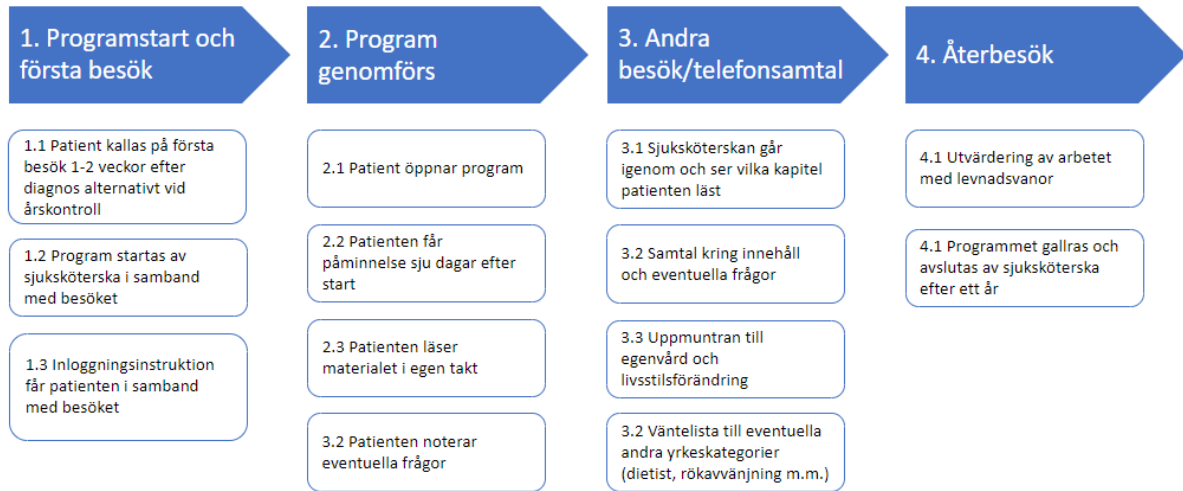 1. Programstart och
första besök
1.1 Patient kallas på första
besök 1-2 veckor efter
diagnos alternativt vid
årskontroll
1.2 Program startas av
sjuksköterska i samband
med besöket
1.3 Inloggningsinstruktion
får patienten i samband
med besöket
2. Program
genomförs
2.1 Patient öppnar program
2.2 Patienten får
påminnelse sju dagar efter
start
2.3 Patienten läser
materialet i egen takt
3.2 Patienten noterar
eventuella frågor
3. Andra
besök/telefonsamtal
3.1 Sjuksköterskan går
igenom och ser vilka kapitel
patienten läst
3.2 Samtal kring innehåll
och eventuella frågor
3.3 Uppmuntran till
egenvård och
livsstilsförändring
3.2 Väntelista till eventuella
andra yrkeskategorier
(dietist, rökavvänjning m.m.)
4. Återbesök
4.1 Utvärdering av arbetet
med levnadsvanor
4.1 Programmet gallras och
avslutas av sjuksköterska
efter ett år